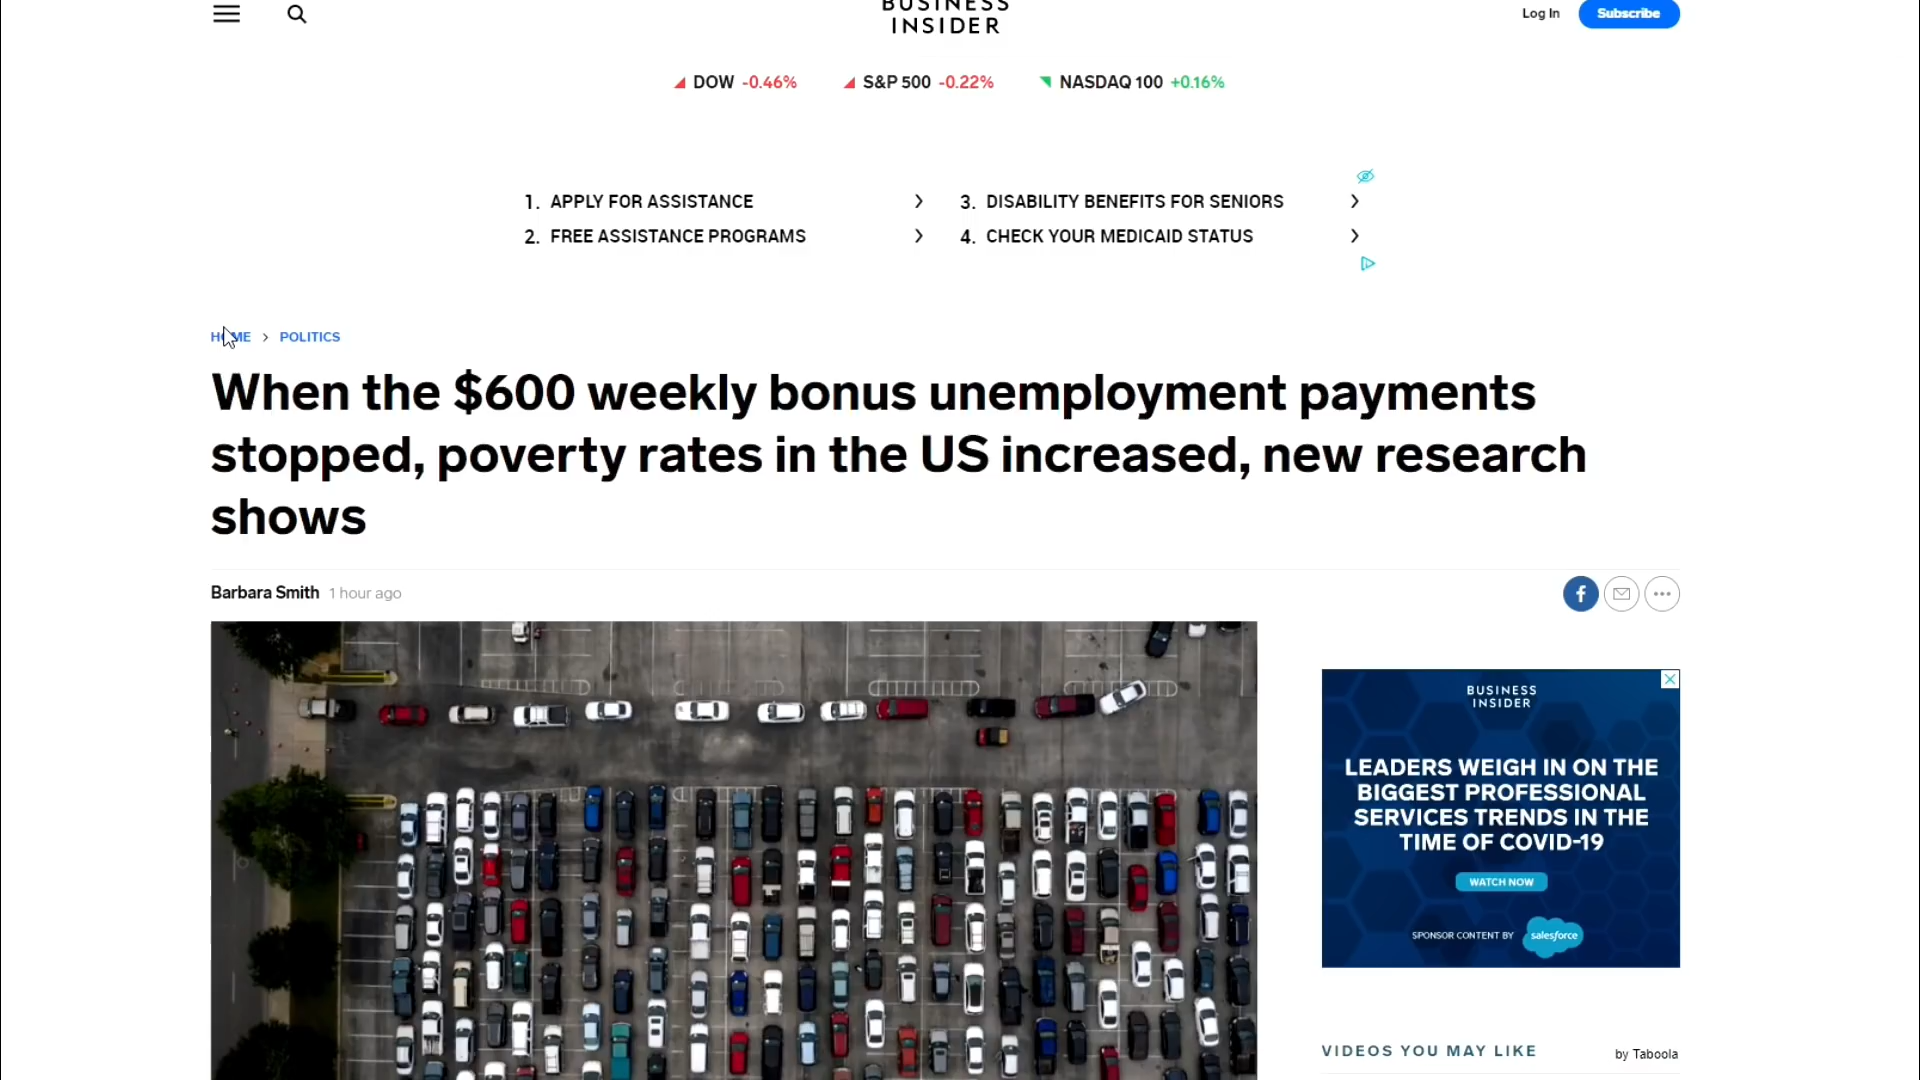 BUSINESS
INSIDER
Log In
Subscribe
DOW -0.46%
S&P 500 -0.22%
NASDAQ 100 +0.16%
1. APPLY FOR ASSISTANCE
2. FREE ASSISTANCE PROGRAMS
3. DISABILITY BENEFITS FOR SENIORS
4. CHECK YOUR MEDICAID STATUS
HOME > POLITICS
When the $600 weekly bonus unemployment payments
stopped, poverty rates in the US increased, new research
shows
Barbara Smith 1 hour ago
BUSINESS
INSIDER
LEADERS WEIGH IN ON THE
BIGGEST PROFESSIONAL
SERVICES TRENDS IN THE
TIME OF COVID-19
WATCH NOW
SPONSOR CONTENT BY salesforce
VIDEOS YOU MAY LIKE
by Taboola